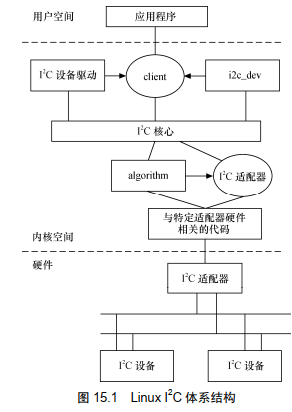 用户空间
应用程序
I²C 设备驱动
client
i2c_dev
I²C 核心
algorithm
I²C 适配器
与特定适配器硬件
相关的代码
内核空间
硬件
I²C 适配器
I²C 设备
I²C 设备
图 15.1 Linux I²C 体系结构